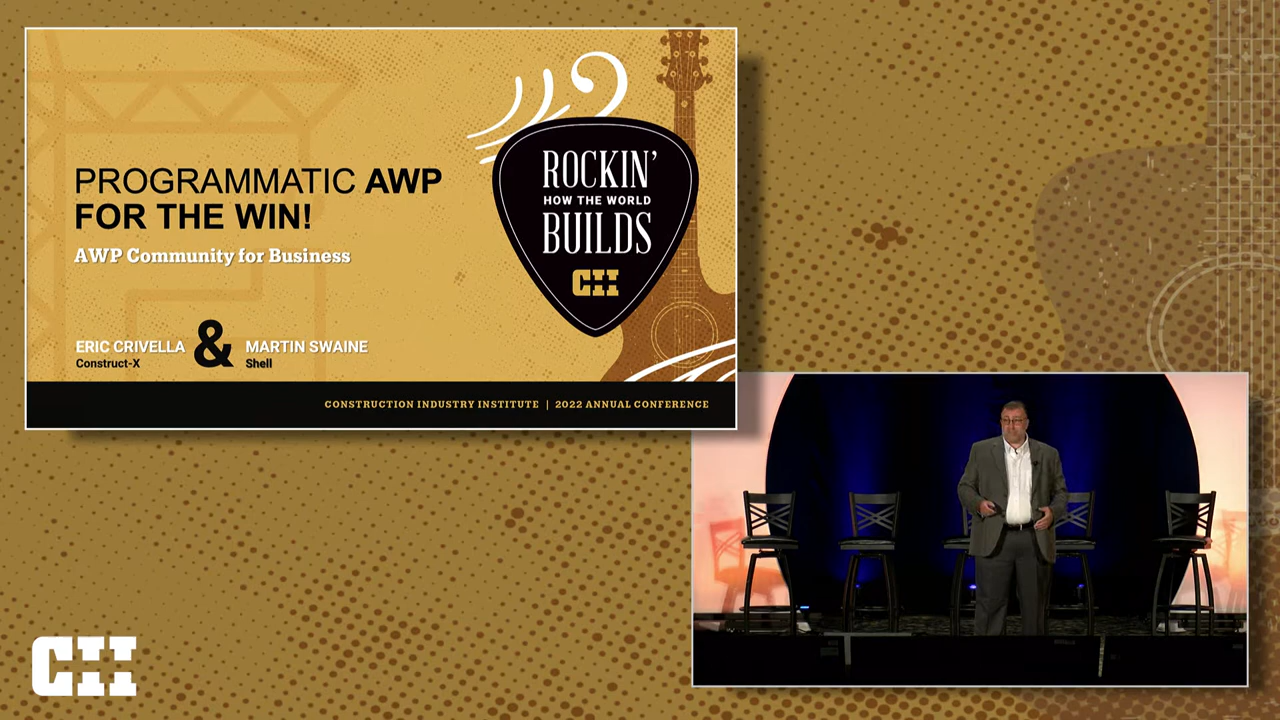 PROGRAMMATIC AWP
FOR THE WIN!
AWP Community for Business
ERIC CRIVELLA & MARTIN SWAINE
Construct-X Shell
ROCKIN’
HOW THE WORLD
BUILDS
CII
CONSTRUCTION INDUSTRY INSTITUTE | 2022 ANNUAL CONFERENCE
CII